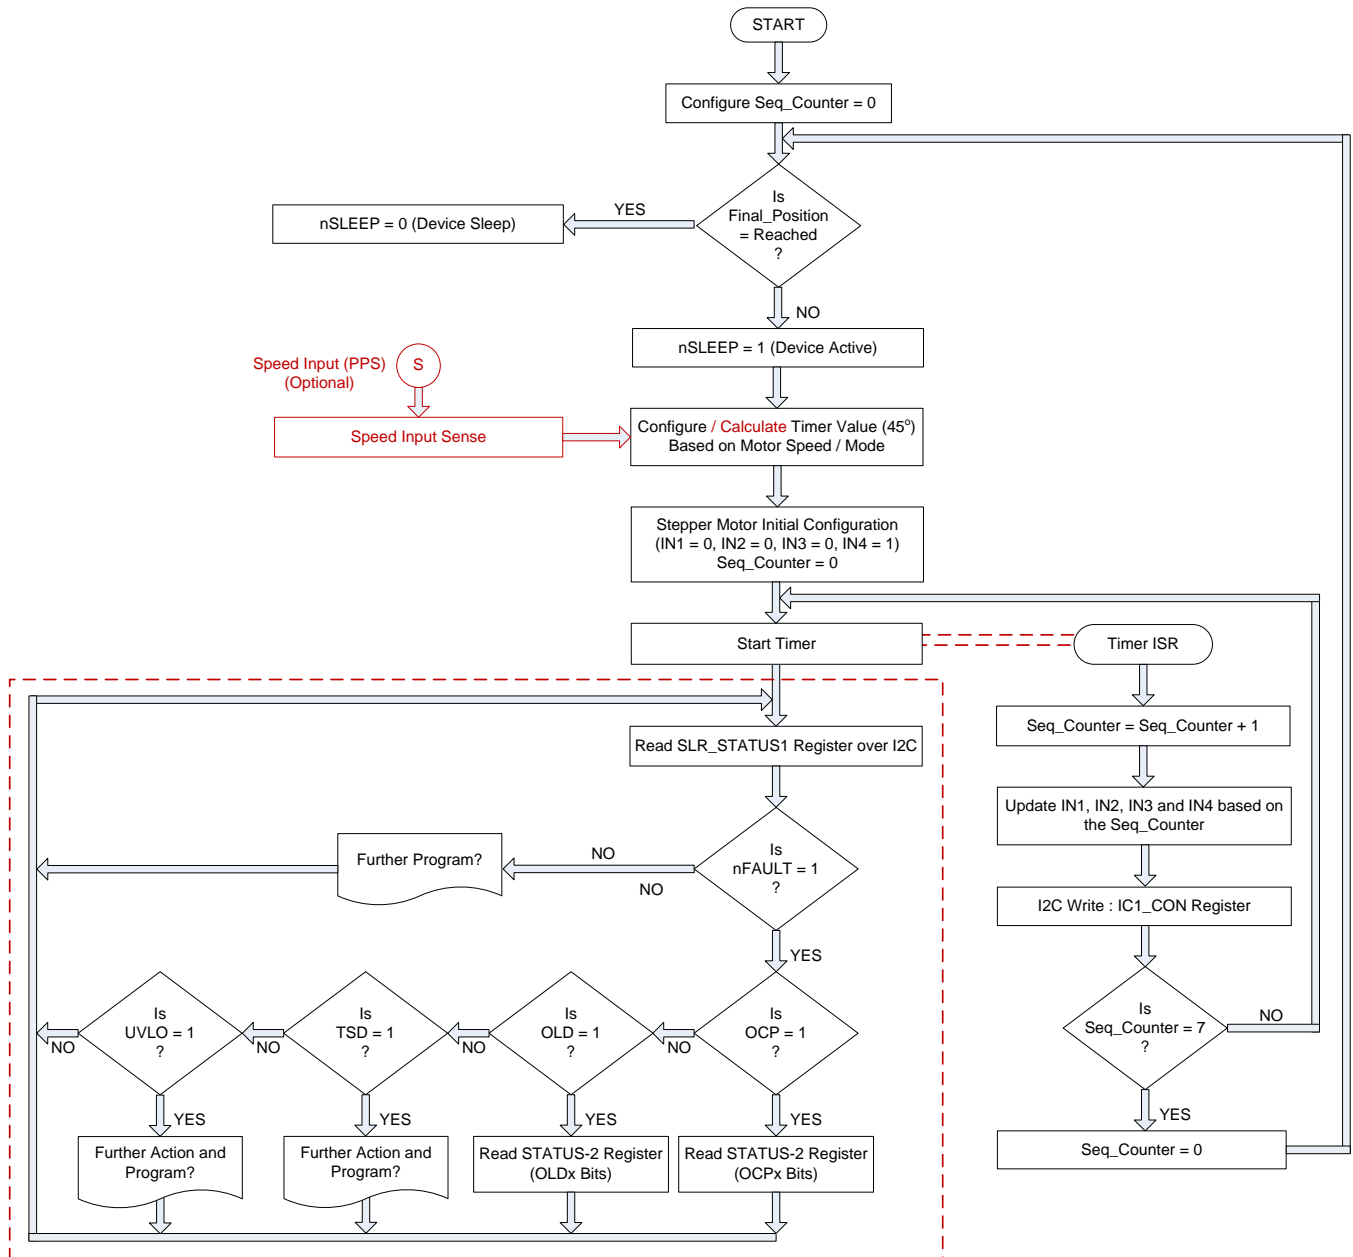 START
Configure Seq_Counter = 0
Is
Final_Position
= Reached
?
YES
nSLEEP = 0 (Device Sleep)
NO
nSLEEP = 1 (Device Active)
Speed Input (PPS)
(Optional)
S
Speed Input Sense
Configure / Calculate Timer Value (45°)
Based on Motor Speed / Mode
Stepper Motor Initial Configuration
(IN1 = 0, IN2 = 0, IN3 = 0, IN4 = 1)
Seq_Counter = 0
Start Timer
Timer ISR
Seq_Counter = Seq_Counter + 1
Update IN1, IN2, IN3 and IN4 based on
the Seq_Counter
I2C Write : IC1_CON Register
Is
Seq_Counter = 7
?
NO
YES
Seq_Counter = 0
Read SLR_STATUS1 Register over I2C
Is
nFAULT = 1
?
NO
NO
Further Program?
YES
Is
OCP = 1
?
NO
Is
OLD = 1
?
NO
Is
TSD = 1
?
NO
Is
UVLO = 1
?
NO
YES
YES
YES
YES
Further Action and
Program?
Further Action and
Program?
Read STATUS-2 Register
(OLDx Bits)
Read STATUS-2 Register
(OCPx Bits)